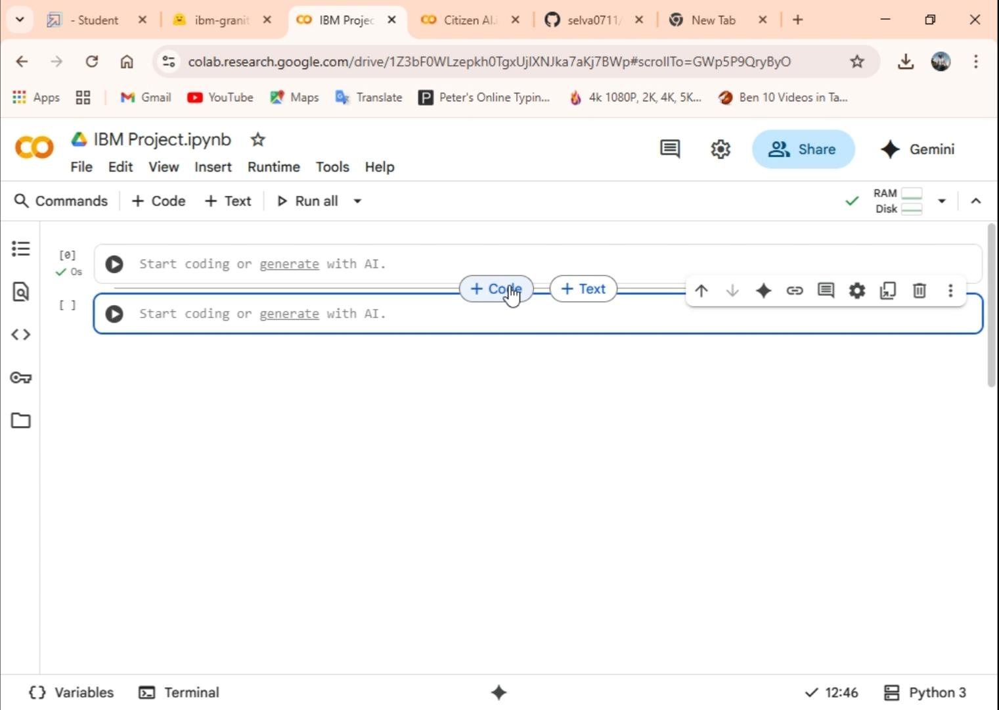 - Student
ibm-granit
IBM Projec
Citizen AI.i
selva0711/
New Tab
colab.research.google.com/drive/1Z3bF0WLzepkh0TgxUjIXNJka7aKj7BWp#scrollTo=GWp5P9QryByO
Apps
Gmail
YouTube
Maps
Translate
Peter's Online Typin...
4k 1080P, 2K, 4K, 5K...
Ben 10 Videos in Ta...
IBM Project.ipynb
Share
Gemini
File Edit View Insert Runtime Tools Help
Commands
+ Code
+ Text
Run all
RAM
Disk
[0]
0s
Start coding or generate with AI.
+ Code
+ Text
[ ]
Start coding or generate with AI.
{} Variables
Terminal
12:46
Python 3